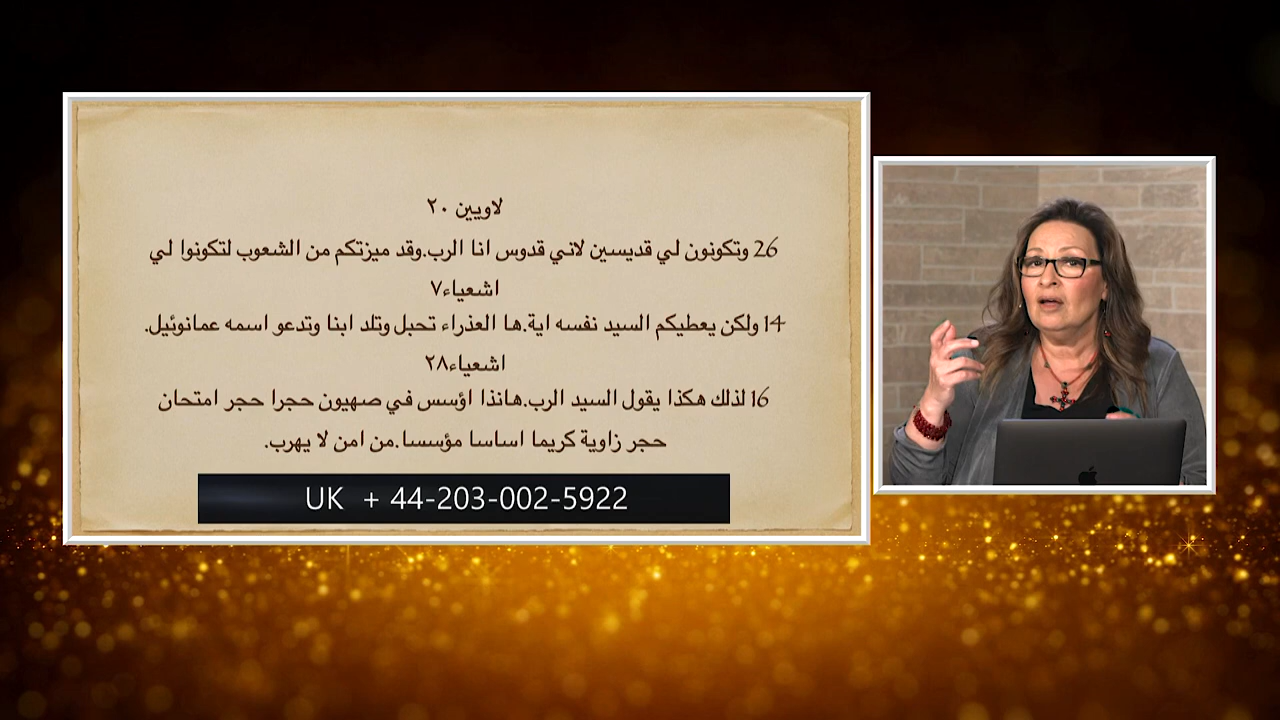 لاويين ٢٠
26 وتكونون لي قديسين لاني قدوس انا الرب.وقد ميزتكم من الشعوب لتكونوا لي
اشعياء٧
14 ولكن يعطيكم السيد نفسه اية.ها العذراء تحبل وتلد ابنا وتدعو اسمه عمانوئيل.
اشعياء٢٨
16 لذلك هكذا يقول السيد الرب.هانذا اؤسس في صهيون حجرا حجر امتحان
حجر زاوية كريما اساسا مؤسسا.من امن لا يهرب.
UK + 44-203-002-5922